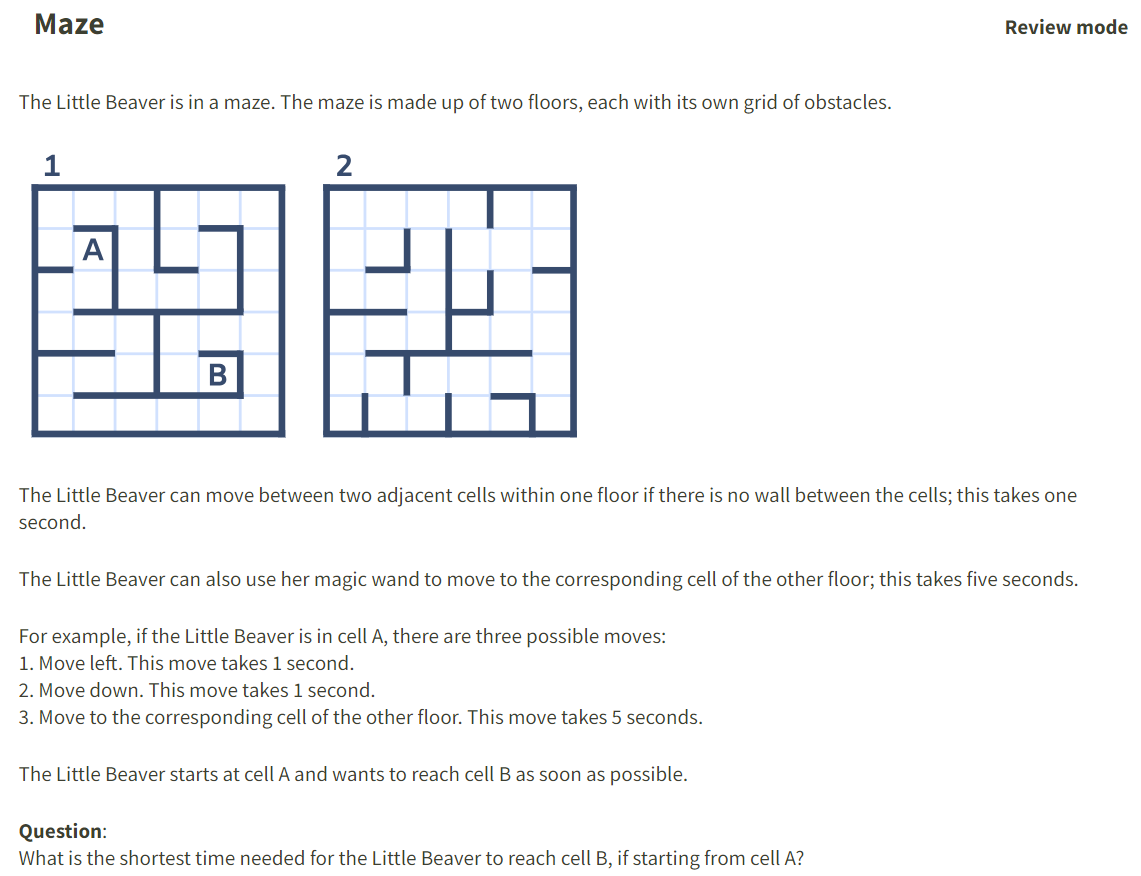 Maze
Review mode
The Little Beaver is in a maze. The maze is made up of two floors, each with its own grid of obstacles.
1
2
A
B
The Little Beaver can move between two adjacent cells within one floor if there is no wall between the cells; this takes one
second.
The Little Beaver can also use her magic wand to move to the corresponding cell of the other floor; this takes five seconds.
For example, if the Little Beaver is in cell A, there are three possible moves:
1. Move left. This move takes 1 second.
2. Move down. This move takes 1 second.
3. Move to the corresponding cell of the other floor. This move takes 5 seconds.
The Little Beaver starts at cell A and wants to reach cell B as soon as possible.
Question:
What is the shortest time needed for the Little Beaver to reach cell B, if starting from cell A?